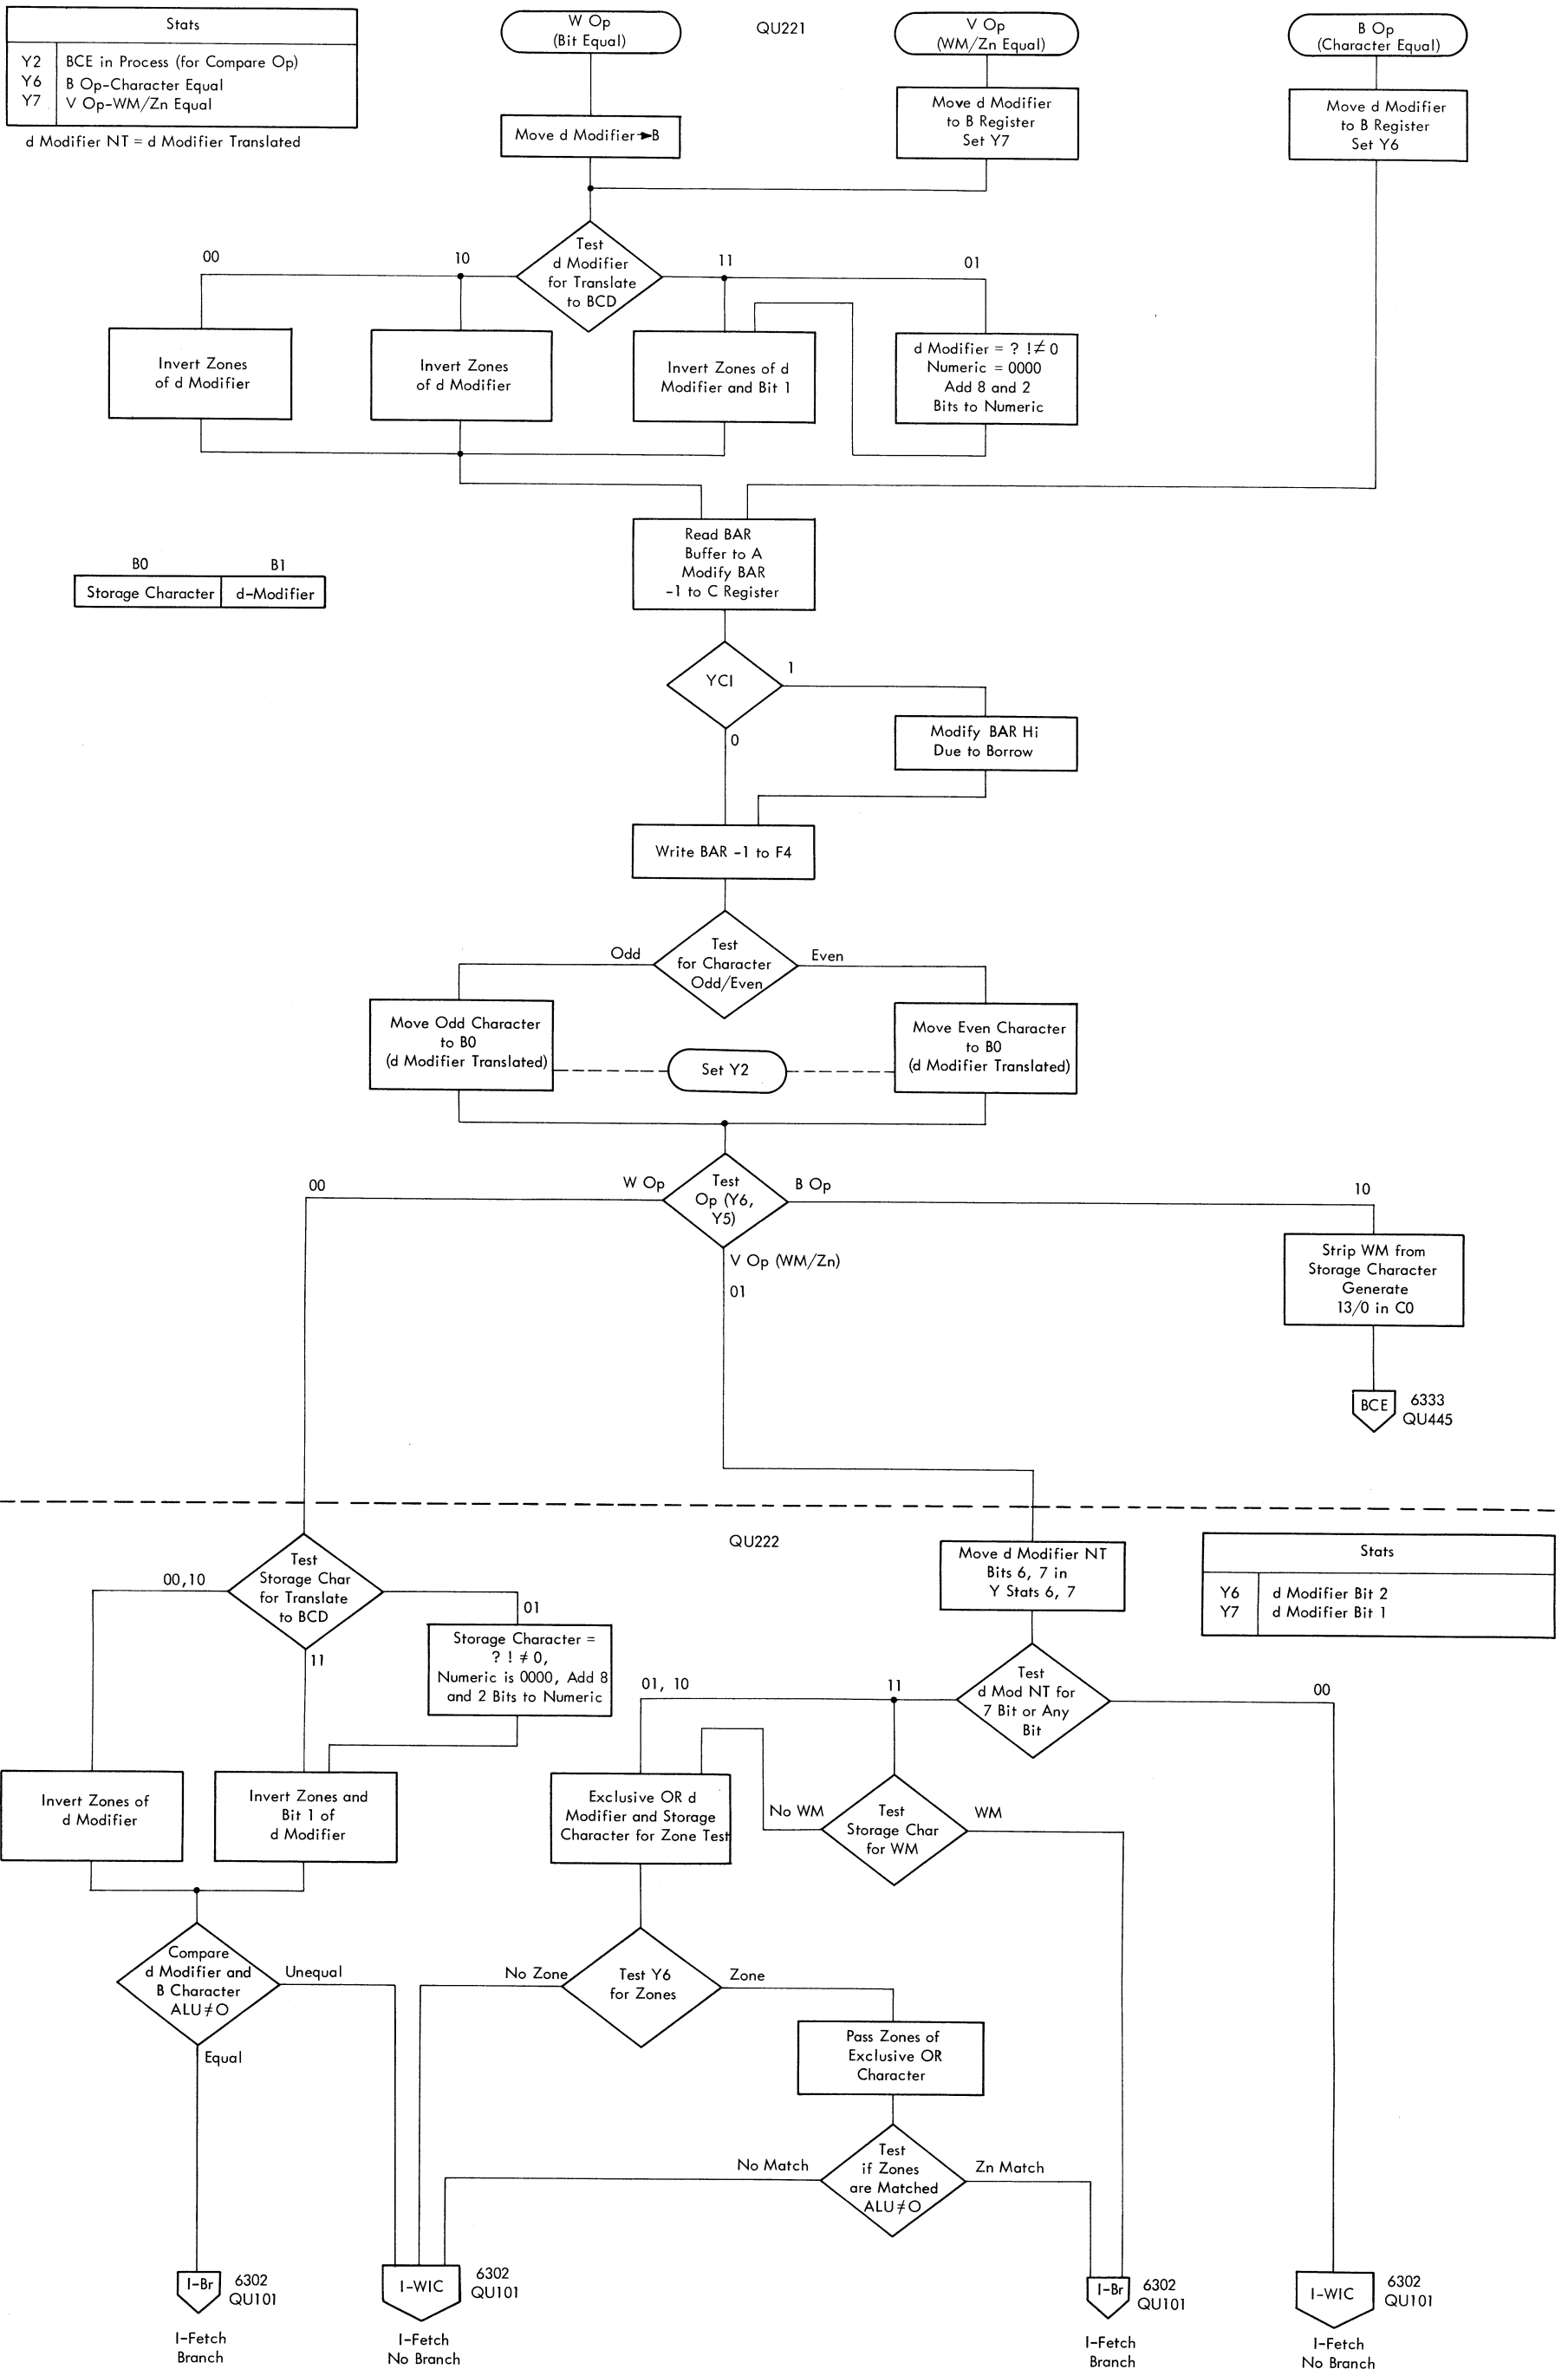 Stats
Y2 BCE in Process (for Compare Op)
Y6 B Op-Character Equal
Y7 V Op-WM/Zn Equal
d Modifier NT = d Modifier Translated
W Op
(Bit Equal)
QU221
V Op
(WM/Zn Equal)
B Op
(Character Equal)
Move d Modifier→B
Move d Modifier
to B Register
Set Y7
Move d Modifier
to B Register
Set Y6
Test
d Modifier
for Translate
to BCD
00
10
11
01
Invert Zones
of d Modifier
Invert Zones
of d Modifier
Invert Zones of d
Modifier and Bit 1
d Modifier = ? !≠ 0
Numeric = 0000
Add 8 and 2
Bits to Numeric
B0 B1
Storage Character d-Modifier
Read BAR
Buffer to A
Modify BAR
-1 to C Register
YCI
1
0
Modify BAR Hi
Due to Borrow
Write BAR -1 to F4
Test
for Character
Odd/Even
Odd
Even
Move Odd Character
to B0
(d Modifier Translated)
Set Y2
Move Even Character
to B0
(d Modifier Translated)
00
W Op
Test
Op (Y6,
Y5)
B Op
10
V Op (WM/Zn)
01
Strip WM from
Storage Character
Generate
13/0 in C0
BCE
6333
QU445
QU222
Test
Storage Char
for Translate
to BCD
00,10
01
11
Storage Character =
? ! ≠ 0,
Numeric is 0000, Add 8
and 2 Bits to Numeric
Move d Modifier NT
Bits 6, 7 in
Y Stats 6, 7
Stats
Y6 d Modifier Bit 2
Y7 d Modifier Bit 1
Test
d Mod NT for
7 Bit or Any
Bit
01, 10
11
00
Invert Zones of
d Modifier
Invert Zones and
Bit 1 of
d Modifier
Exclusive OR d
Modifier and Storage
Character for Zone Test
No WM
Test
Storage Char
for WM
WM
Compare
d Modifier and
B Character
ALU≠O
Unequal
Equal
No Zone
Test Y6
for Zones
Zone
Pass Zones of
Exclusive OR
Character
No Match
Test
if Zones
are Matched
ALU≠O
Zn Match
I-Br
6302
QU101
I-Fetch
Branch
I-WIC
6302
QU101
I-Fetch
No Branch
I-Br
6302
QU101
I-Fetch
Branch
I-WIC
6302
QU101
I-Fetch
No Branch